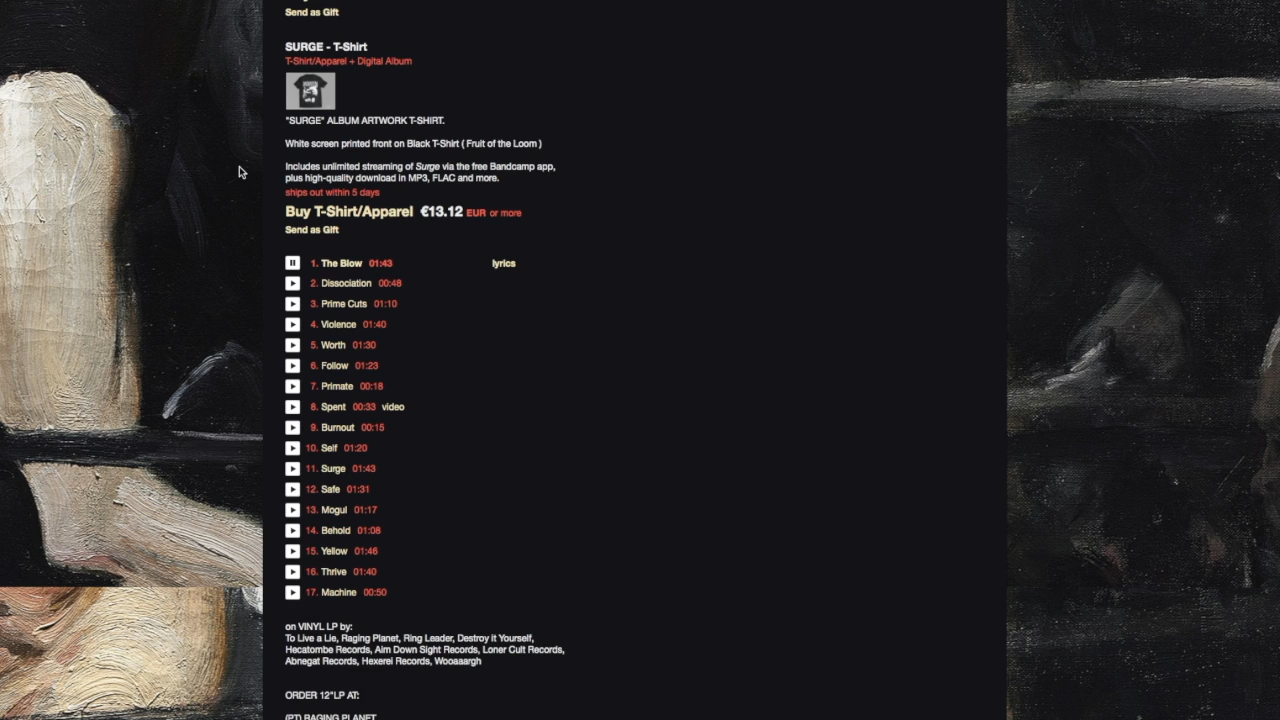 Send as Gift
SURGE - T-Shirt
T-Shirt/Apparel + Digital Album
"SURGE" ALBUM ARTWORK T-SHIRT.
White screen printed front on Black T-Shirt ( Fruit of the Loom )
Includes unlimited streaming of Surge via the free Bandcamp app,
plus high-quality download in MP3, FLAC and more.
ships out within 5 days
Buy T-Shirt/Apparel €13.12 EUR or more
Send as Gift
1. The Blow 01:43 lyrics
2. Dissociation 00:48
3. Prime Cuts 01:10
4. Violence 01:40
5. Worth 01:30
6. Follow 01:23
7. Primate 00:18
8. Spent 00:33 video
9. Burnout 00:15
10. Self 01:20
11. Surge 01:43
12. Safe 01:31
13. Mogul 01:17
14. Behold 01:08
15. Yellow 01:46
16. Thrive 01:40
17. Machine 00:50
on VINYL LP by:
To Live a Lie, Raging Planet, Ring Leader, Destroy it Yourself,
Hecatombe Records, Aim Down Sight Records, Loner Cult Records,
Abnegat Records, Hexerei Records, Wooaaargh
ORDER 12"LP AT:
(PT) RAGING PLANET